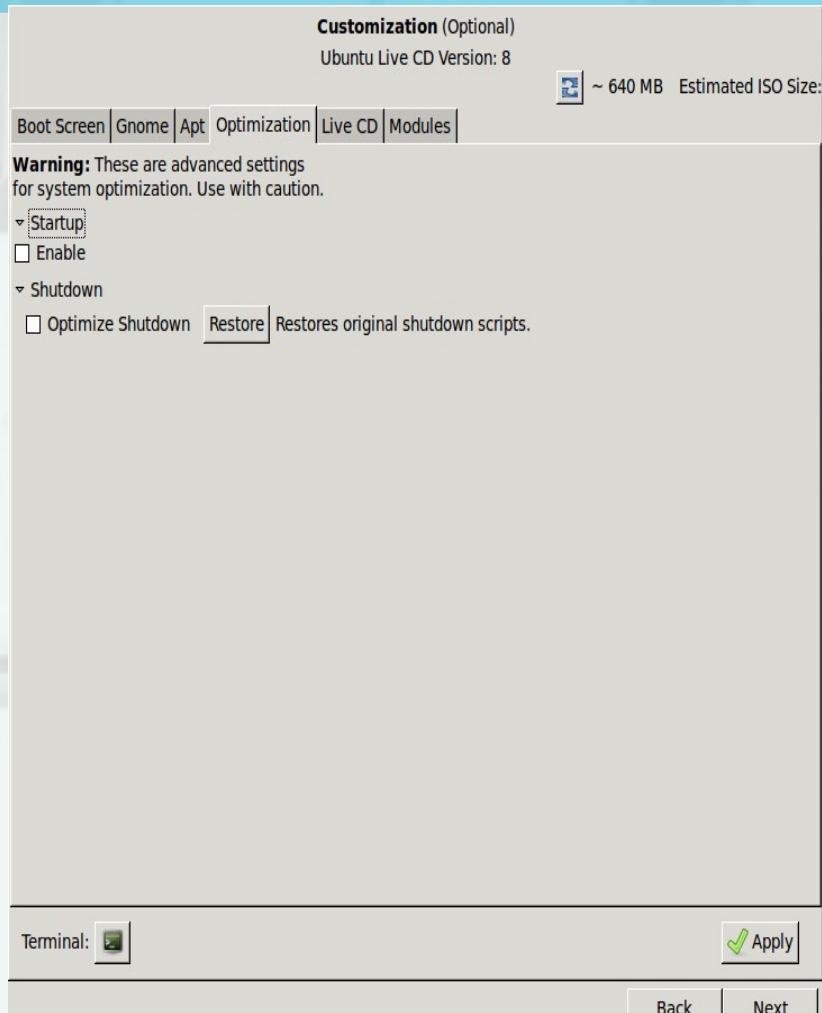 Customization (Optional)
Ubuntu Live CD Version: 8
~ 640 MB Estimated ISO Size:
Boot Screen Gnome Apt Optimization Live CD Modules
Warning: These are advanced settings
for system optimization. Use with caution.
Startup
Enable
Shutdown
Optimize Shutdown Restore Restores original shutdown scripts.
Terminal: Apply
Back Next